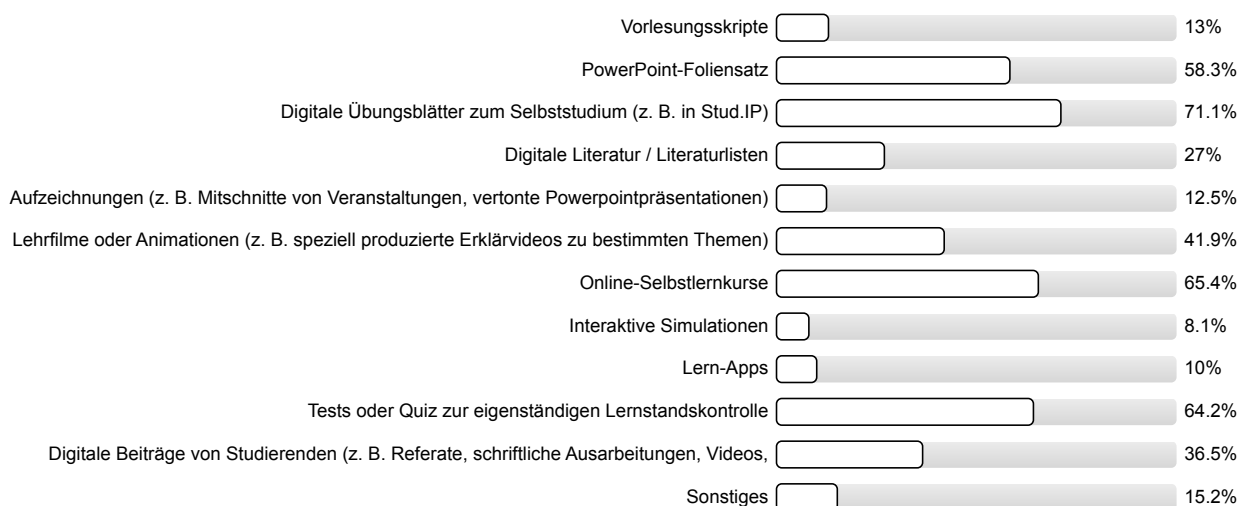 Vorlesungsskripte 13%
PowerPoint-Foliensatz 58.3%
Digitale Übungsblätter zum Selbststudium (z. B. in Stud.IP) 71.1%
Digitale Literatur / Literaturlisten 27%
Aufzeichnungen (z. B. Mitschnitte von Veranstaltungen, vertonte Powerpointpräsentationen) 12.5%
Lehrfilme oder Animationen (z. B. speziell produzierte Erklärvideos zu bestimmten Themen) 41.9%
Online-Selbstlernkurse 65.4%
Interaktive Simulationen 8.1%
Lern-Apps 10%
Tests oder Quiz zur eigenständigen Lernstandskontrolle 64.2%
Digitale Beiträge von Studierenden (z. B. Referate, schriftliche Ausarbeitungen, Videos, 36.5%
Sonstiges 15.2%